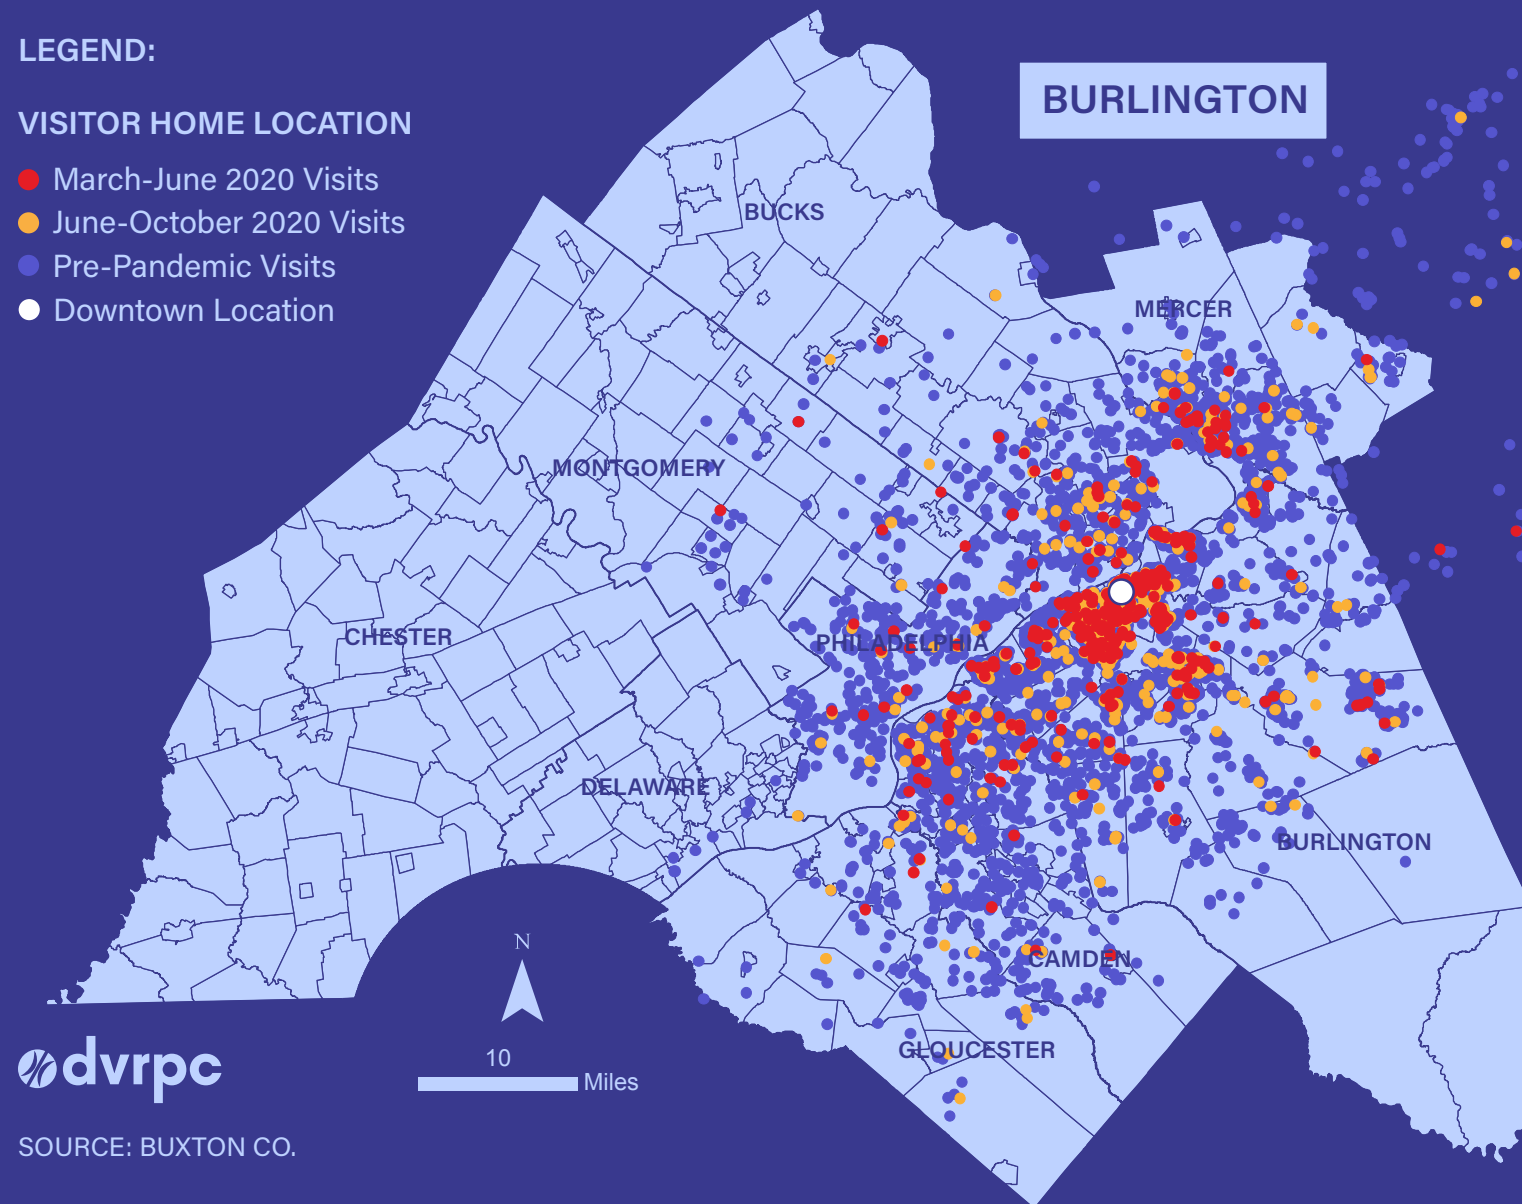 LEGEND:
VISITOR HOME LOCATION
March-June 2020 Visits
June-October 2020 Visits
Pre-Pandemic Visits
Downtown Location
BURLINGTON
BUCKS
MERCER
MONTGOMERY
CHESTER
PHILADELPHIA
DELAWARE
BURLINGTON
CAMDEN
GLOUCESTER
N
10
Miles
dvrpc
SOURCE: BUXTON CO.